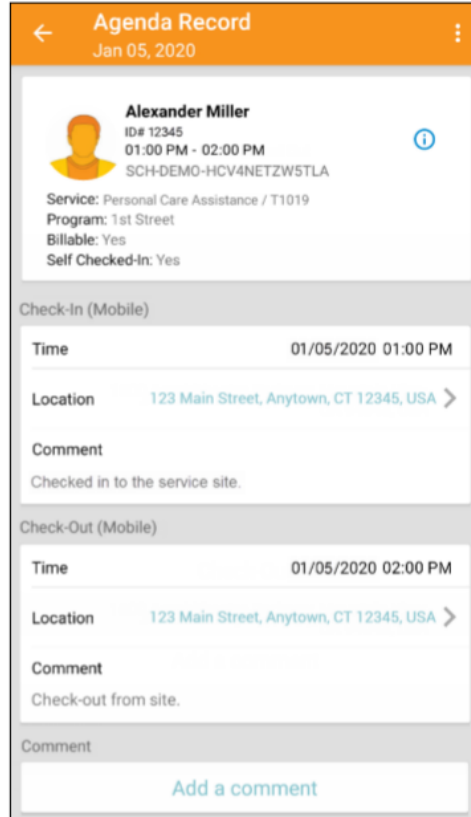 Agenda Record
Jan 05, 2020
Alexander Miller
ID# 12345
01:00 PM - 02:00 PM
SCH-DEMO-HCV4NETZW5TLA
Service: Personal Care Assistance / T1019
Program: 1st Street
Billable: Yes
Self Checked-In: Yes
Check-In (Mobile)
Time 01/05/2020 01:00 PM
Location 123 Main Street, Anytown, CT 12345, USA
Comment
Checked in to the service site.
Check-Out (Mobile)
Time 01/05/2020 02:00 PM
Location 123 Main Street, Anytown, CT 12345, USA
Comment
Check-out from site.
Comment
Add a comment